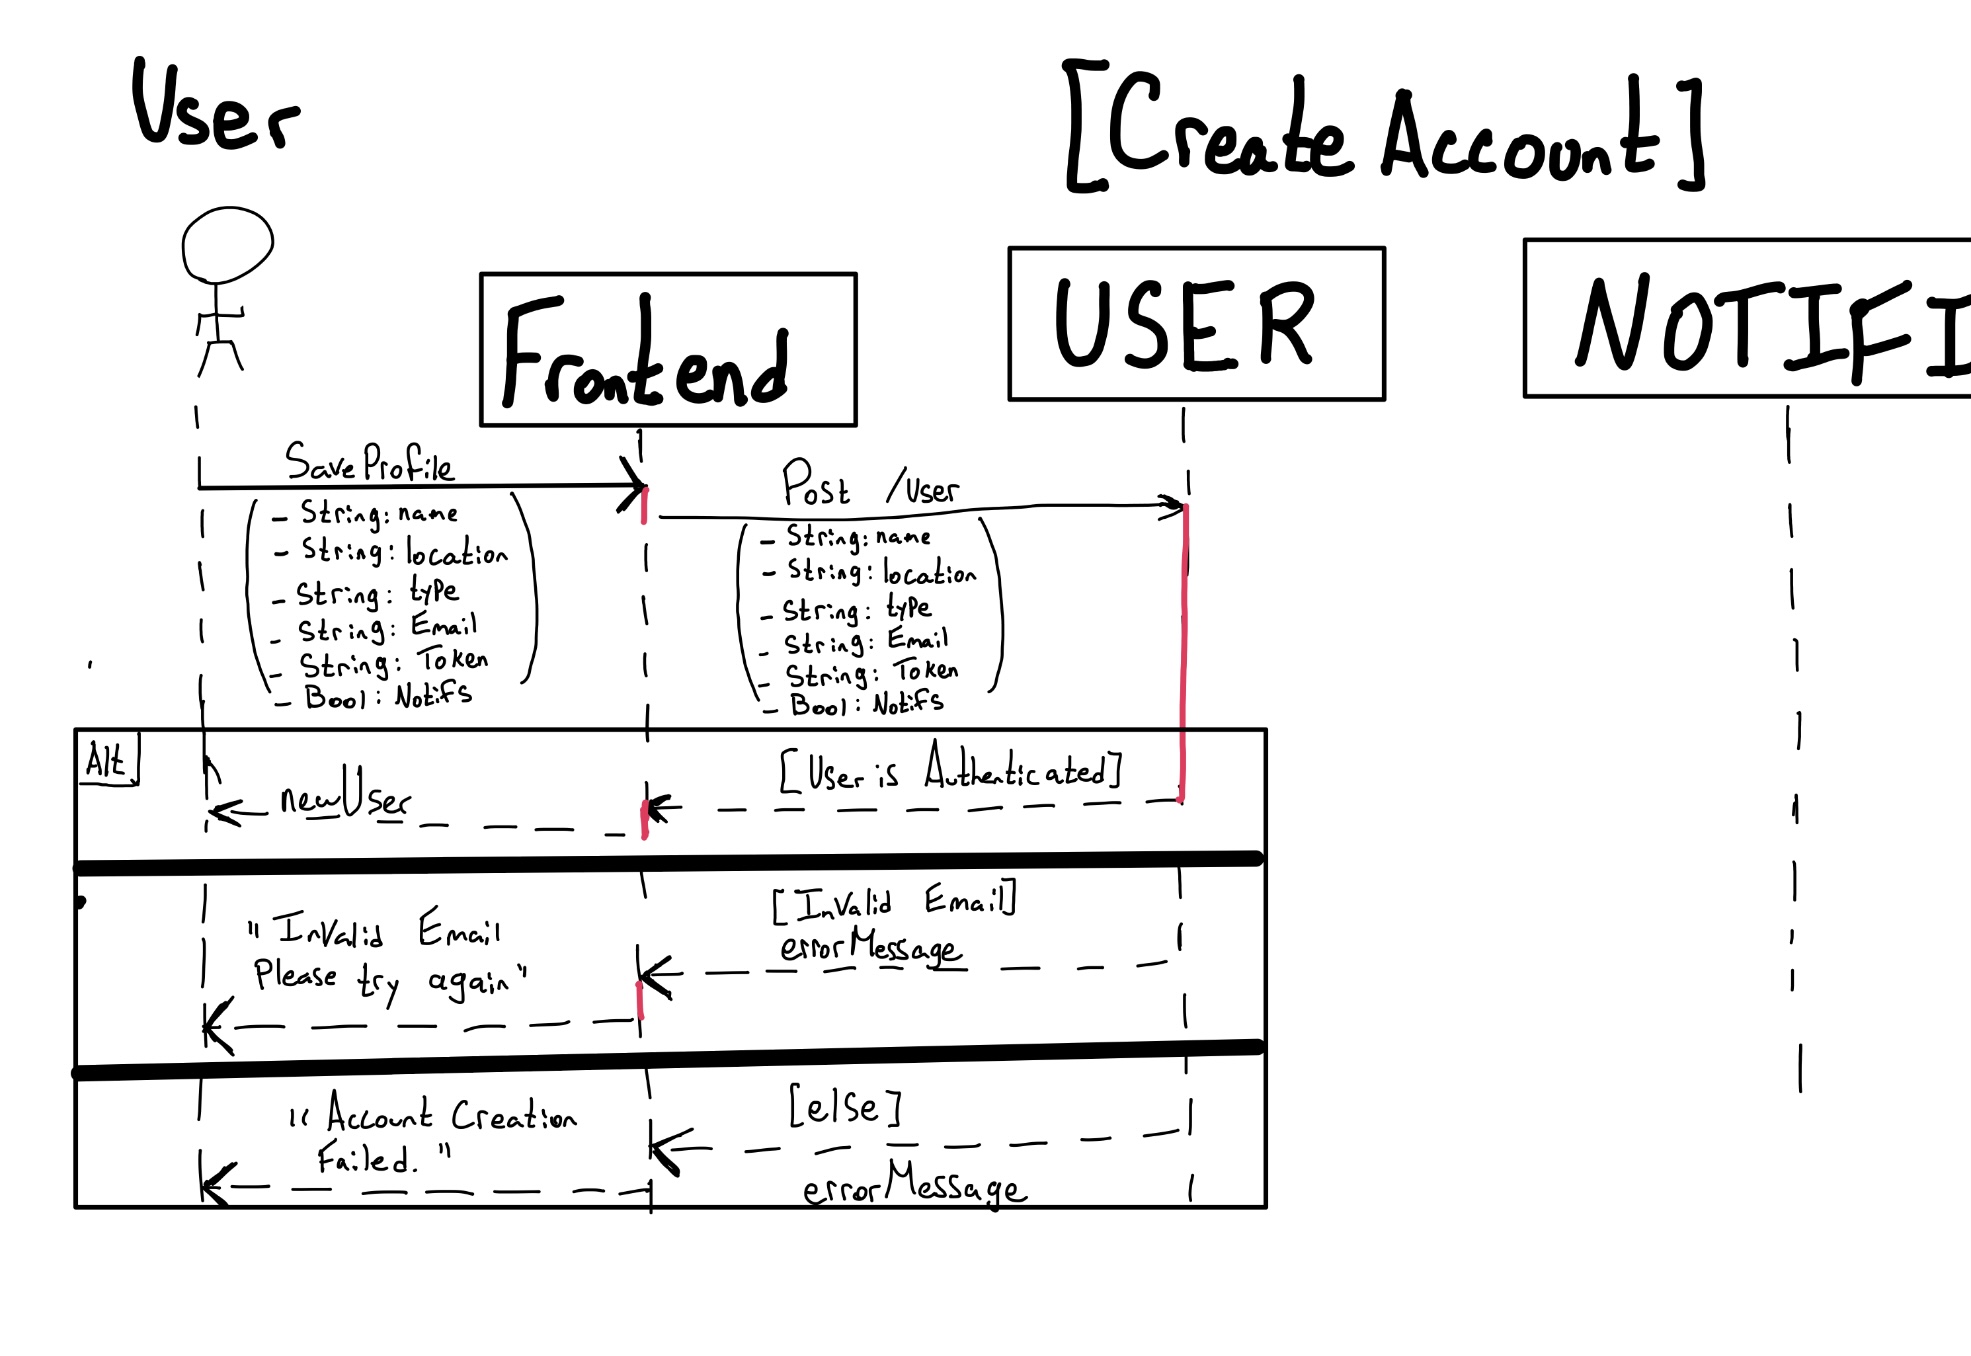 User
[Create Account]
Frontend
USER
NOTIFI
Save Profile
( - String: name
- String: location
- String: type
- String: Email
- String: Token
- Bool: Notifs )
Post /User
( - String: name
- String: location
- String: type
- String: Email
- String: Token
- Bool: Notifs )
Alt
[User is Authenticated]
newUser
[InValid Email]
errorMessage
"InValid Email
Please try again"
[else]
errorMessage
"Account Creation
Failed."